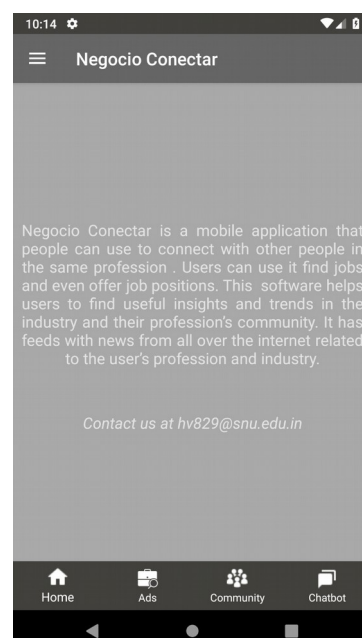 10:14
Negocio Conectar
Negocio Conectar is a mobile application that
people can use to connect with other people in
the same profession . Users can use it find jobs
and even offer job positions. This software helps
users to find useful insights and trends in the
industry and their profession’s community. It has
feeds with news from all over the internet related
to the user’s profession and industry.
Contact us at hv829@snu.edu.in
Home Ads Community Chatbot